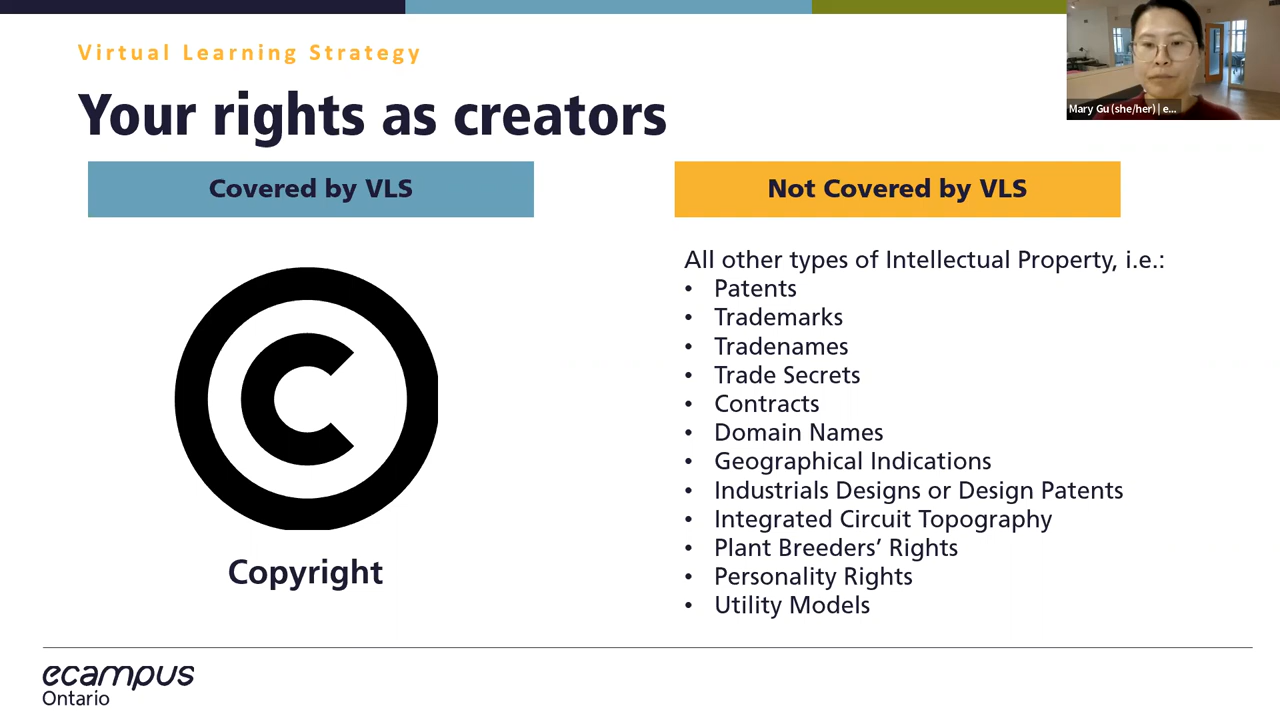 Virtual Learning Strategy
Your rights as creators
Mary Gu (she/her) | e...
Covered by VLS
Not Covered by VLS
Copyright
All other types of Intellectual Property, i.e.:
• Patents
• Trademarks
• Tradenames
• Trade Secrets
• Contracts
• Domain Names
• Geographical Indications
• Industrials Designs or Design Patents
• Integrated Circuit Topography
• Plant Breeders’ Rights
• Personality Rights
• Utility Models
ecampus
Ontario